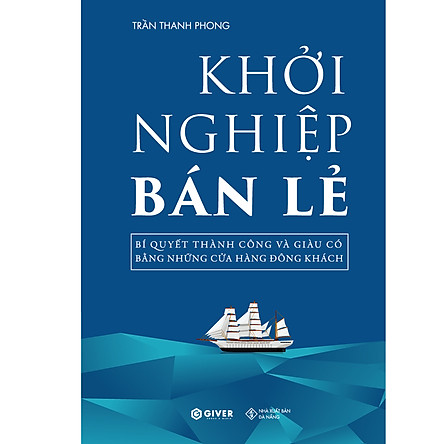 TRẦN THANH PHONG
KHỞI
NGHIỆP
BÁN LẺ
BÍ QUYẾT THÀNH CÔNG VÀ GIÀU CÓ
BẰNG NHỮNG CỬA HÀNG ĐÔNG KHÁCH
GIVER
NHÀ XUẤT BẢN
ĐÀ NẴNG